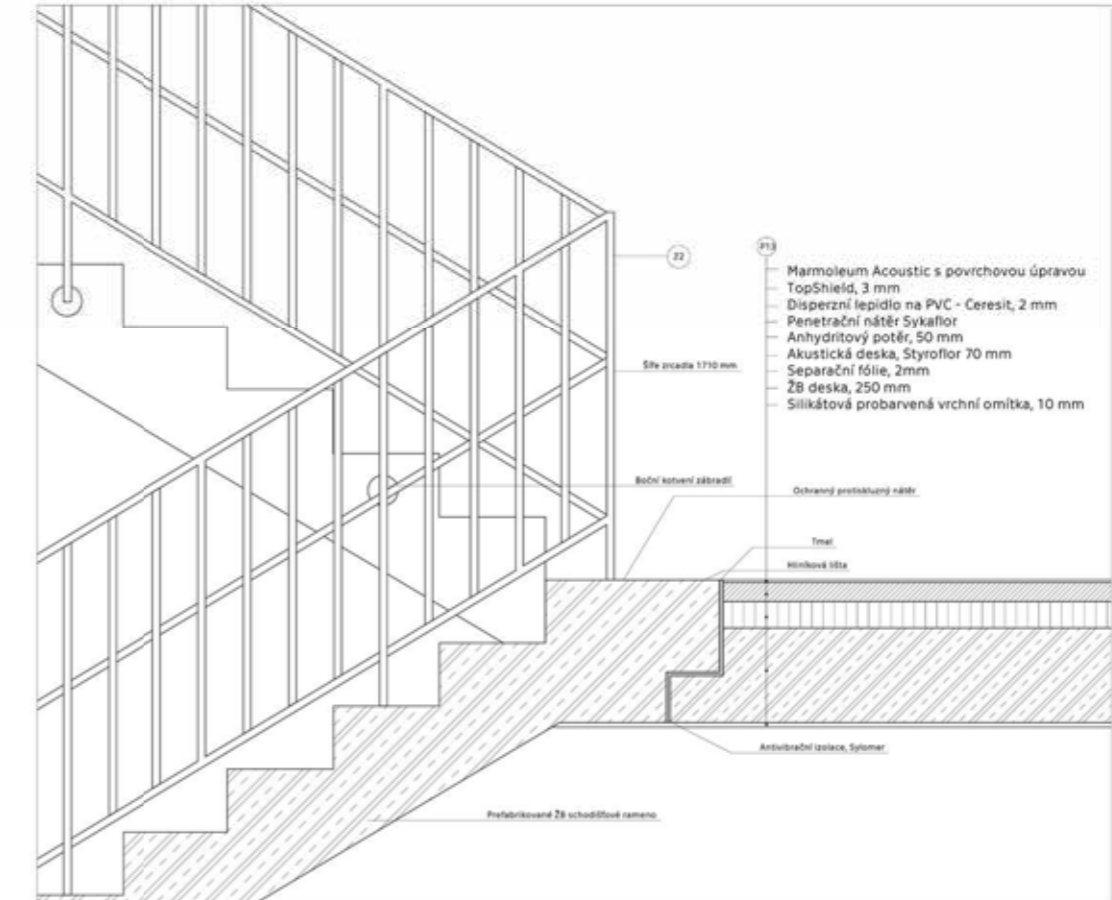 P13
Z2
Marmoleum Acoustic s povrchovou úpravou
TopShield, 3 mm
Disperzní lepidlo na PVC - Ceresit, 2 mm
Penetrační nátěr Sykaflor
Anhydritový potěr, 50 mm
Akustická deska, Styroflor 70 mm
Separační fólie, 2mm
ŽB deska, 250 mm
Silikátová probarvená vrchní omítka, 10 mm
Šíře zrcadla 1710 mm
Boční kotvení zábradlí
Ochranný protiskluzný nátěr
Tmel
Hliníková lišta
Antivibrační izolace, Sylomer
Prefabrikované ŽB schodišťové rameno